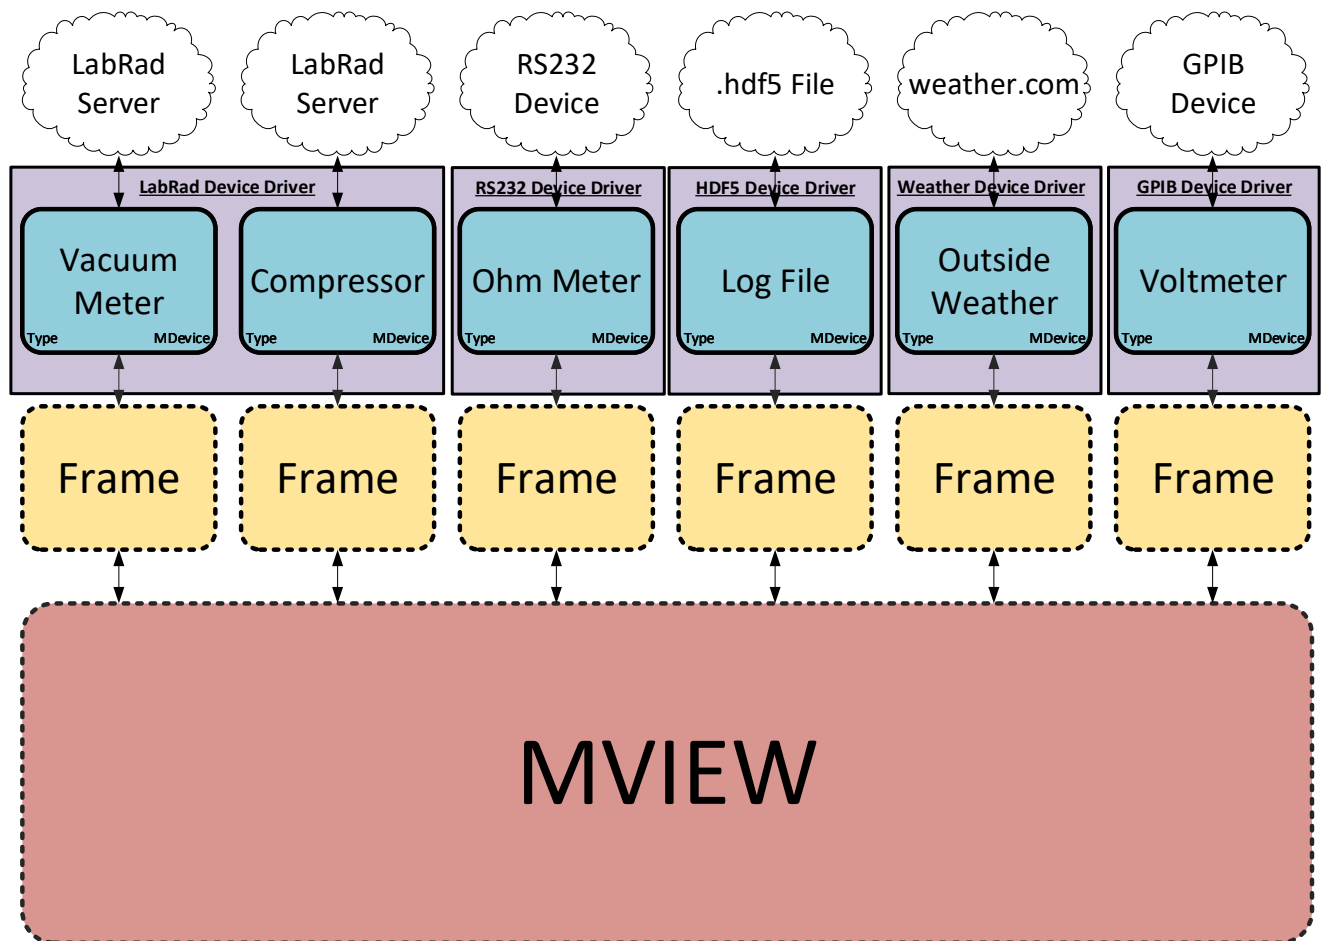 LabRad
Server
LabRad
Server
RS232
Device
.hdf5 File
weather.com
GPIB
Device
LabRad Device Driver
RS232 Device Driver
HDF5 Device Driver
Weather Device Driver
GPIB Device Driver
Vacuum
Meter
Type
MDevice
Compressor
Type
MDevice
Ohm Meter
Type
MDevice
Log File
Type
MDevice
Outside
Weather
Type
MDevice
Voltmeter
Type
MDevice
Frame
Frame
Frame
Frame
Frame
Frame
MVIEW